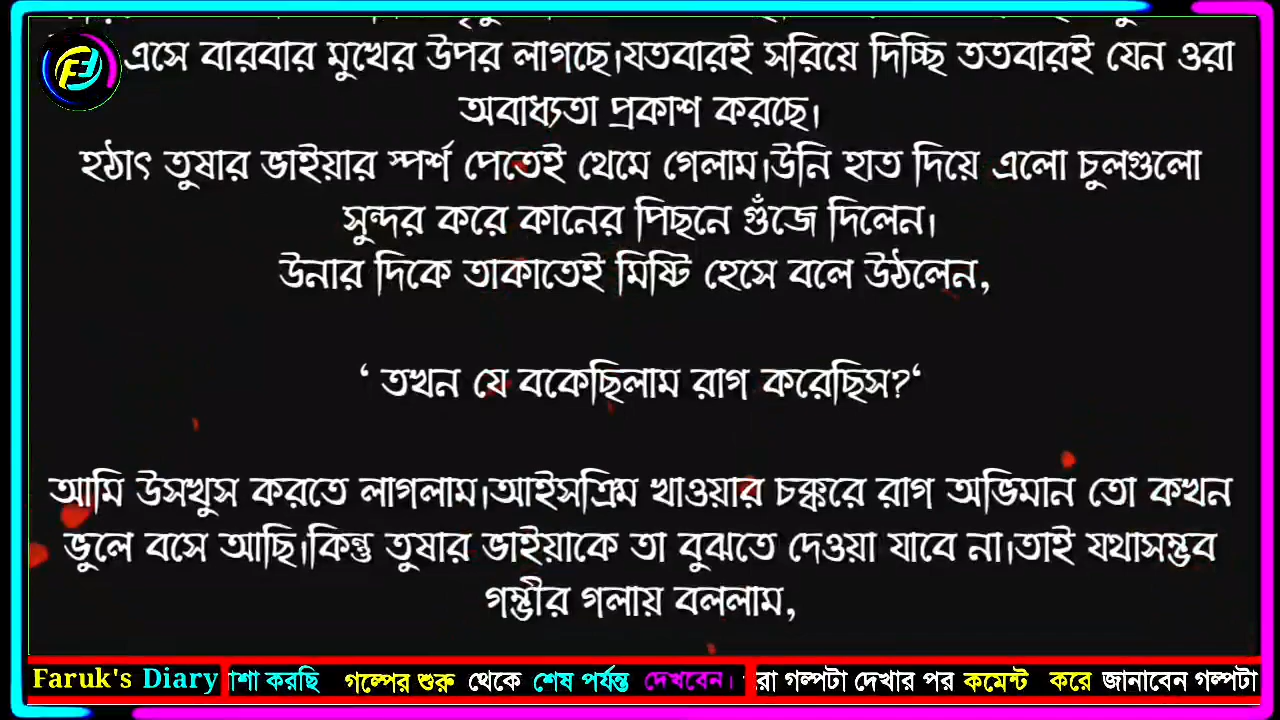 এসে বারবার মুখের উপর লাগছে।যতবারই সরিয়ে দিচ্ছি ততবারই যেন ওরা
অবাধ্যতা প্রকাশ করছে।
হঠাৎ তুষার ভাইয়ার স্পর্শ পেতেই থেমে গেলাম।উনি হাত দিয়ে এলো চুলগুলো
সুন্দর করে কানের পিছনে গুঁজে দিলেন।
উনার দিকে তাকাতেই মিষ্টি হেসে বলে উঠলেন,
‘ তখন যে বকেছিলাম রাগ করেছিস?‘
আমি উসখুস করতে লাগলাম।আইসক্রিম খাওয়ার চক্করে রাগ অভিমান তো কখন
ভুলে বসে আছি।কিন্তু তুষার ভাইয়াকে তা বুঝতে দেওয়া যাবে না।তাই যথাসম্ভব
গম্ভীর গলায় বললাম,
Faruk's Diary করছি গল্পের শুরু থেকে শেষ পর্যন্ত দেখবেন। গল্পটা দেখার পর কমেন্ট করে জানাবেন গল্পটা